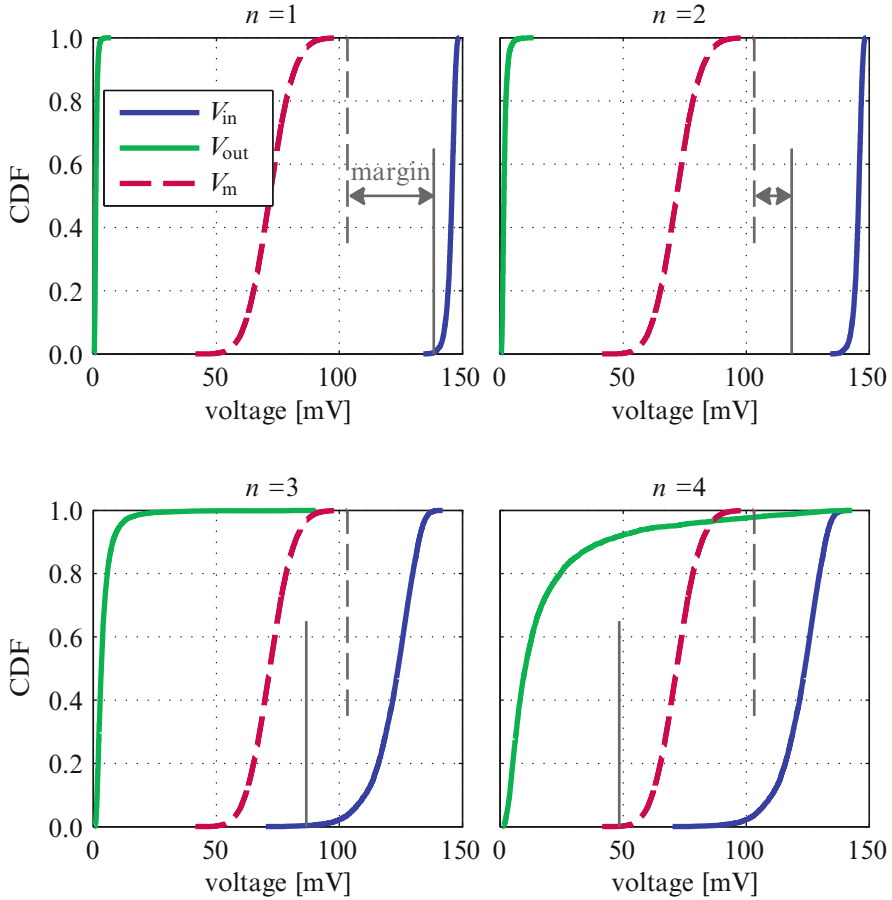 n =1
n =2
1.0
0.8
0.6
0.4
0.2
0.0
CDF
V_in
V_out
V_m
margin
0 50 100 150
voltage [mV]
0 50 100 150
voltage [mV]
n =3
n =4
1.0
0.8
0.6
0.4
0.2
0.0
CDF
0 50 100 150
voltage [mV]
0 50 100 150
voltage [mV]